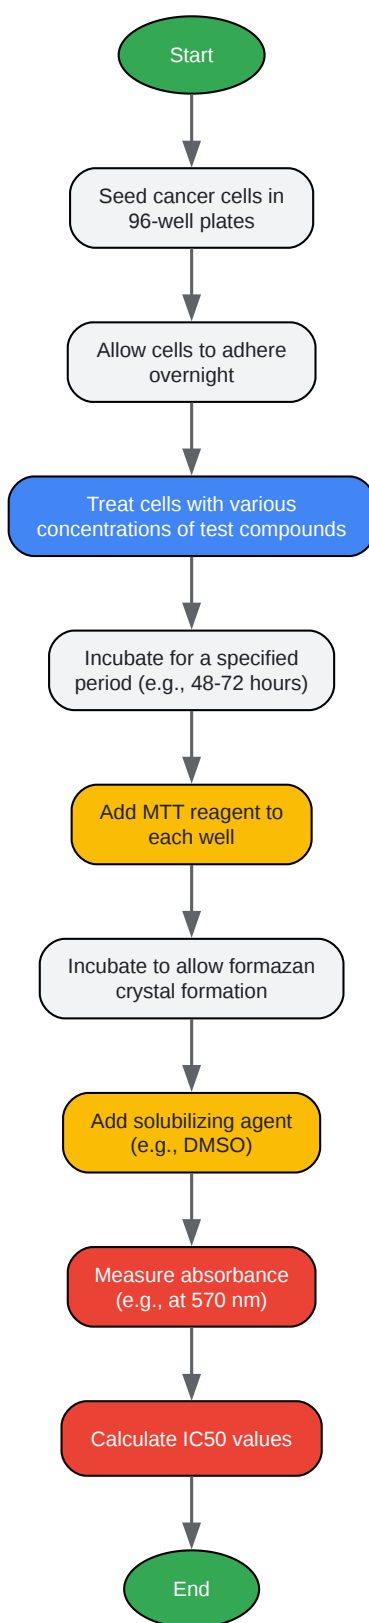 Start
Seed cancer cells in
96-well plates
Allow cells to adhere
overnight
Treat cells with various
concentrations of test compounds
Incubate for a specified
period (e.g., 48-72 hours)
Add MTT reagent to
each well
Incubate to allow formazan
crystal formation
Add solubilizing agent
(e.g., DMSO)
Measure absorbance
(e.g., at 570 nm)
Calculate IC50 values
End